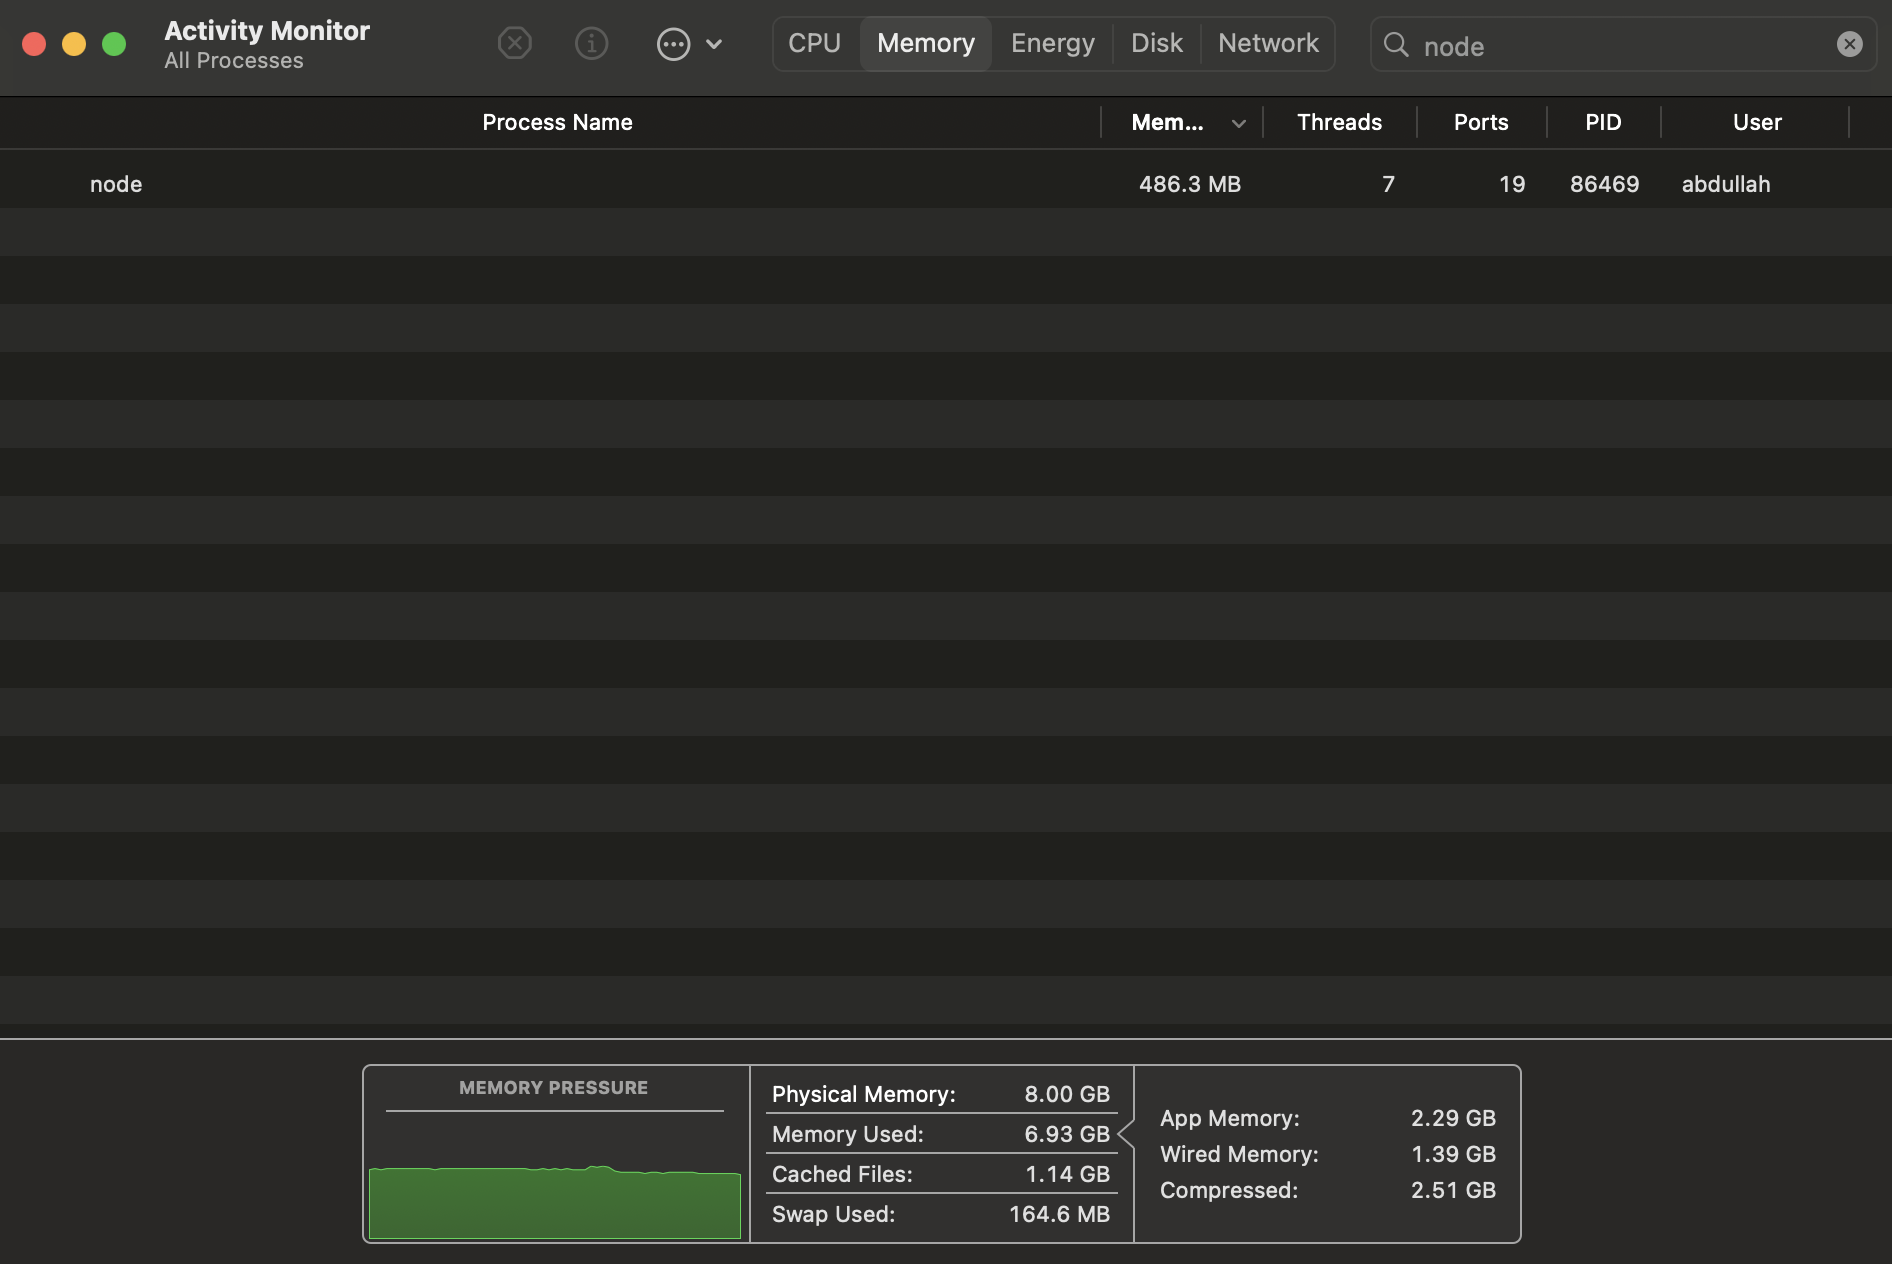 Activity Monitor
All Processes
CPU Memory Energy Disk Network
node
Process Name Mem... Threads Ports PID User
node 486.3 MB 7 19 86469 abdullah
MEMORY PRESSURE
Physical Memory: 8.00 GB
Memory Used: 6.93 GB
Cached Files: 1.14 GB
Swap Used: 164.6 MB
App Memory: 2.29 GB
Wired Memory: 1.39 GB
Compressed: 2.51 GB